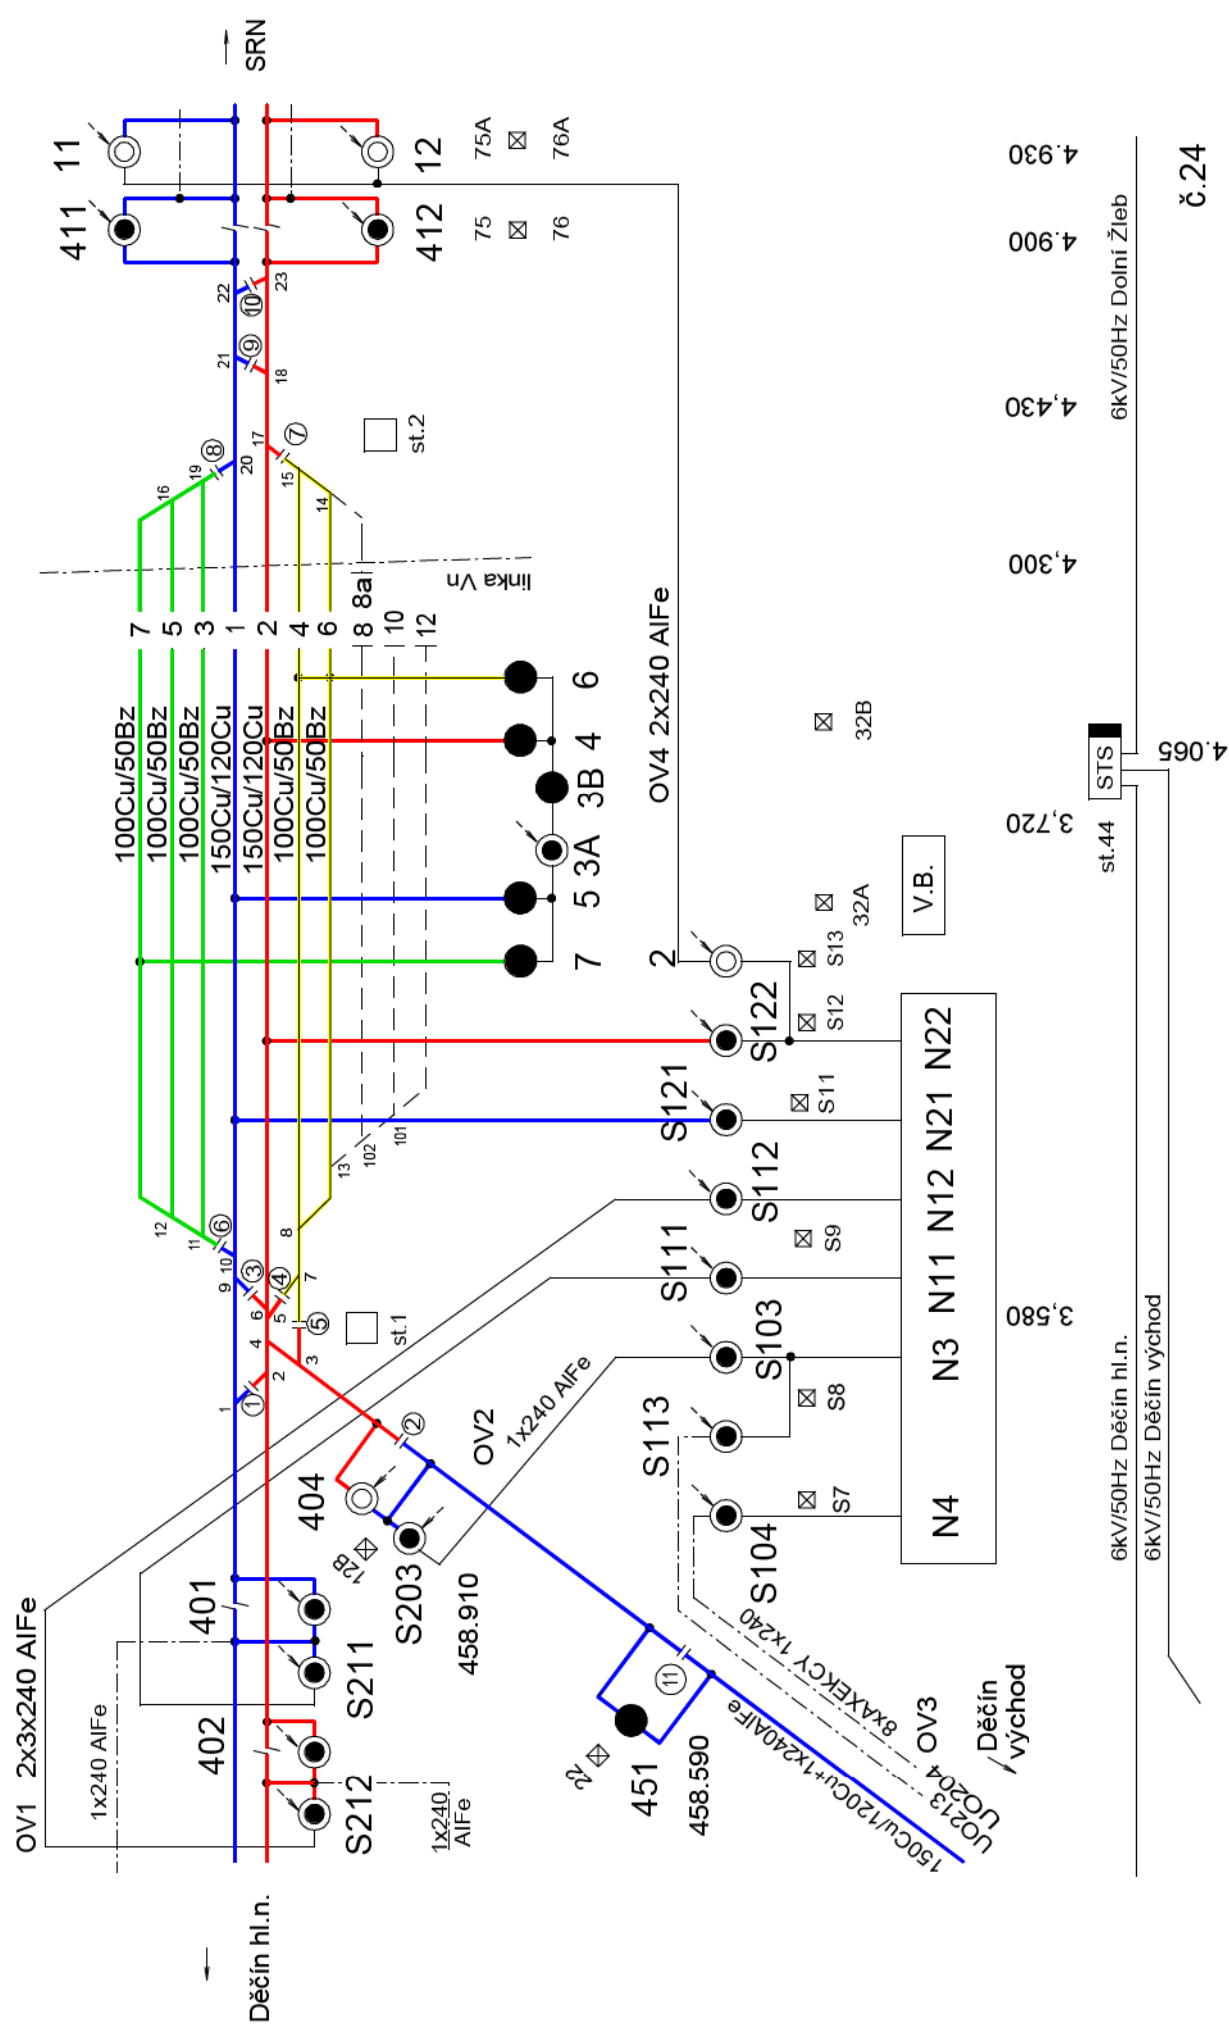 SRN
11
411
12
412
75A
76A
75
76
22
23
10
21
9
18
17
7
20
8
19
16
15
14
st.2
linka Vn
7
5
3
1
2
4
6
8
8a
10
12
100Cu/50Bz
100Cu/50Bz
100Cu/50Bz
150Cu/120Cu
150Cu/120Cu
100Cu/50Bz
100Cu/50Bz
6
4
3B
3A
5
7
OV4 2x240 AlFe
2
32B
32A
S13
S12
S11
S9
S8
S7
V.B.
S122
S121
S112
S111
S103
S113
S104
N22
N21
N12
N11
N3
N4
13
102
101
12
11
6
10
9
3
8
7
4
5
6
5
4
3
st.1
1
1
2
2
404
12B
S203
458.910
OV2
1x240 AlFe
401
S211
402
S212
OV1 2x3x240 AlFe
1x240 AlFe
1x240
AlFe
11
22
451
458.590
150Cu/120Cu+1x240AlFe
8xAXEKCY 1x240
UO213
UO204
OV3
Děčín
východ
Děčín hl.n.
4.930
4.900
4,430
4,300
3,720
3,580
4.065
STS
st.44
6kV/50Hz Dolní Žleb
6kV/50Hz Děčín hl.n.
6kV/50Hz Děčín východ
č.24